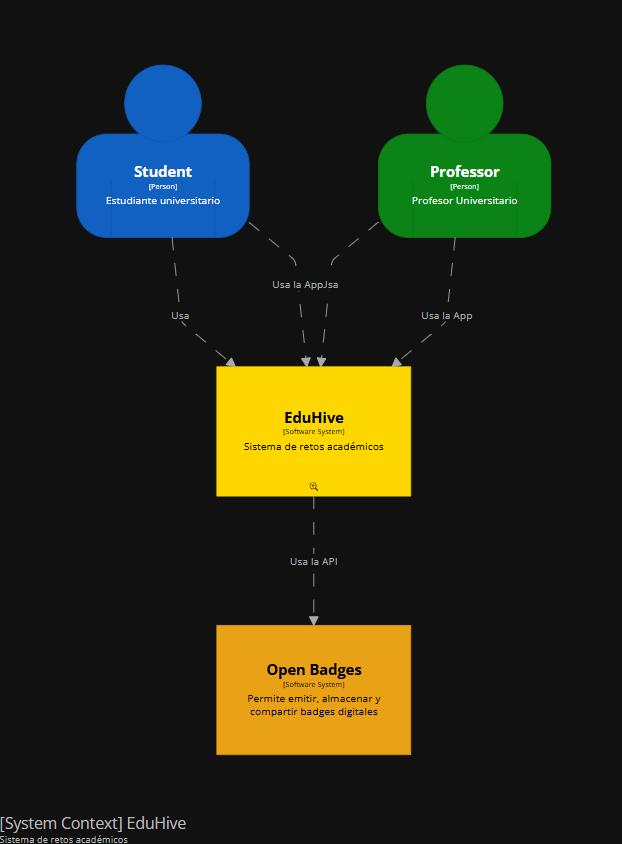 Student
[Person]
Estudiante universitario
Professor
[Person]
Profesor Universitario
Usa la App
Usa
Usa
Usa la App
EduHive
[Software System]
Sistema de retos académicos
Usa la API
Open Badges
[Software System]
Permite emitir, almacenar y
compartir badges digitales
[System Context] EduHive
Sistema de retos académicos